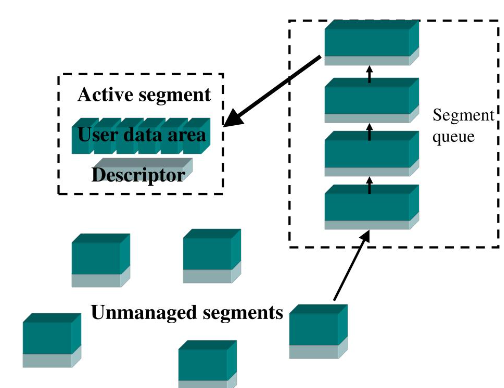 Active segment
User data area
Descriptor
Segment
queue
Unmanaged segments